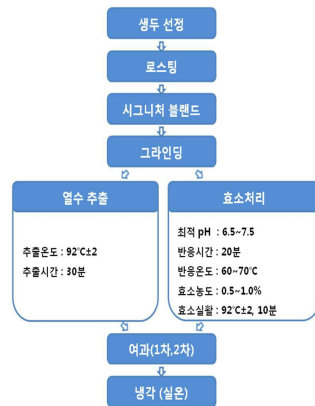 생두 선정
로스팅
시그니처 블랜드
그라인딩
열수 추출
추출온도 : 92℃±2
추출시간 : 30분
효소처리
최적 pH : 6.5~7.5
반응시간 : 20분
반응온도 : 60~70℃
효소농도 : 0.5~1.0%
효소실활 : 92℃±2, 10분
여과(1차,2차)
냉각 (실온)